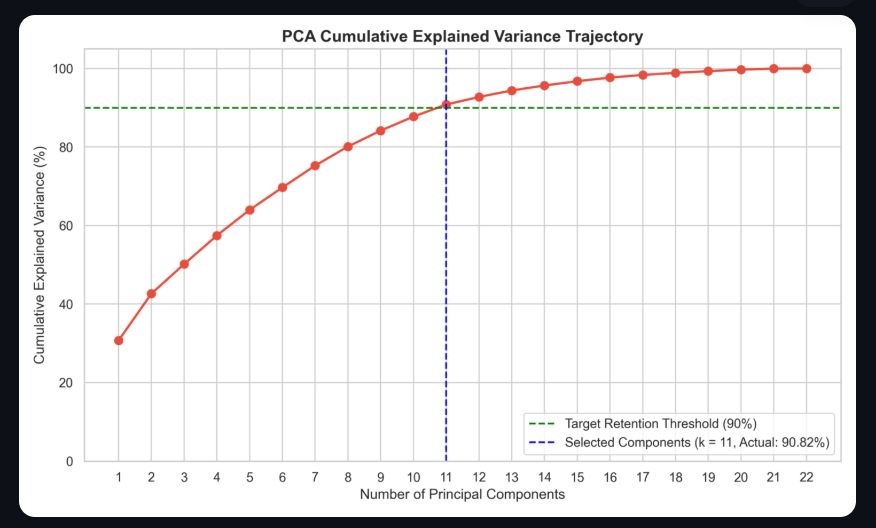 PCA Cumulative Explained Variance Trajectory
100
80
60
40
20
0
Cumulative Explained Variance (%)
Target Retention Threshold (90%)
Selected Components (k = 11, Actual: 90.82%)
1 2 3 4 5 6 7 8 9 10 11 12 13 14 15 16 17 18 19 20 21 22
Number of Principal Components